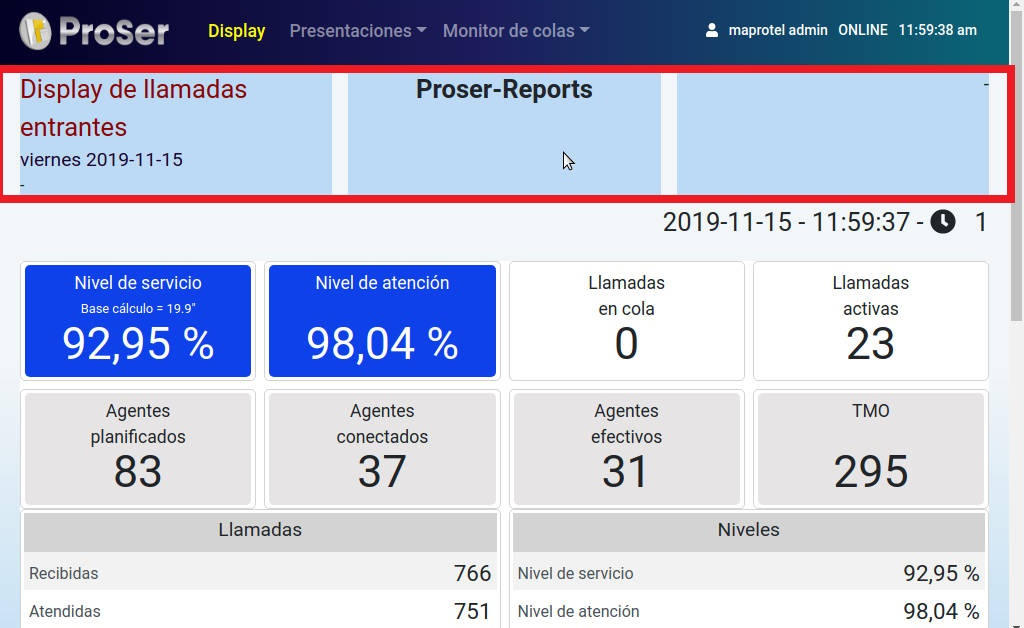 ProSer Display Presentaciones Monitor de colas maprotel admin ONLINE 11:59:38 am
Display de llamadas
entrantes
viernes 2019-11-15
-
Proser-Reports
-
2019-11-15 - 11:59:37 - 1
Nivel de servicio
Base cálculo = 19.9"
92,95 %
Nivel de atención
98,04 %
Llamadas
en cola
0
Llamadas
activas
23
Agentes
planificados
83
Agentes
conectados
37
Agentes
efectivos
31
TMO
295
Llamadas
Recibidas 766
Atendidas 751
Niveles
Nivel de servicio 92,95 %
Nivel de atención 98,04 %